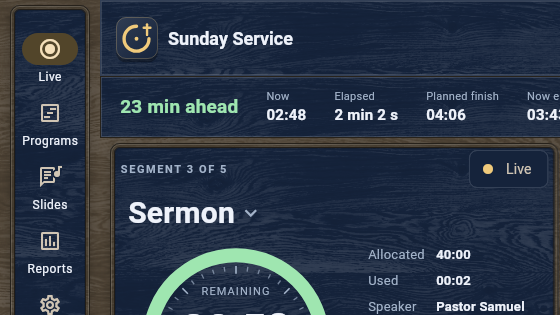 Sunday Service
Live
Programs
Slides
Reports
23 min ahead
Now
02:48
Elapsed
2 min 2 s
Planned finish
04:06
SEGMENT 3 OF 5
Live
Sermon
REMAINING
Allocated 40:00
Used 00:02
Speaker Pastor Samuel